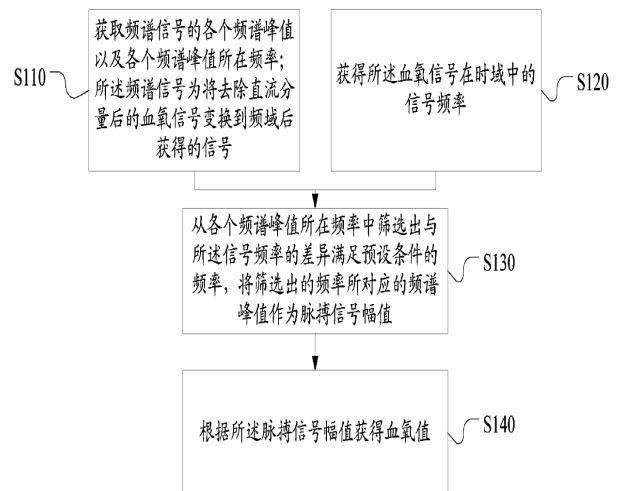 S110
获取频谱信号的各个频谱峰值
以及各个频谱峰值所在频率;
所述频谱信号为将去除直流分
量后的血氧信号变换到频域后
获得的信号
获得所述血氧信号在时域中的
信号频率
S120
从各个频谱峰值所在频率中筛选出与
所述信号频率的差异满足预设条件的
频率，将筛选出的频率所对应的频谱
峰值作为脉搏信号幅值
S130
根据所述脉搏信号幅值获得血氧值
S140